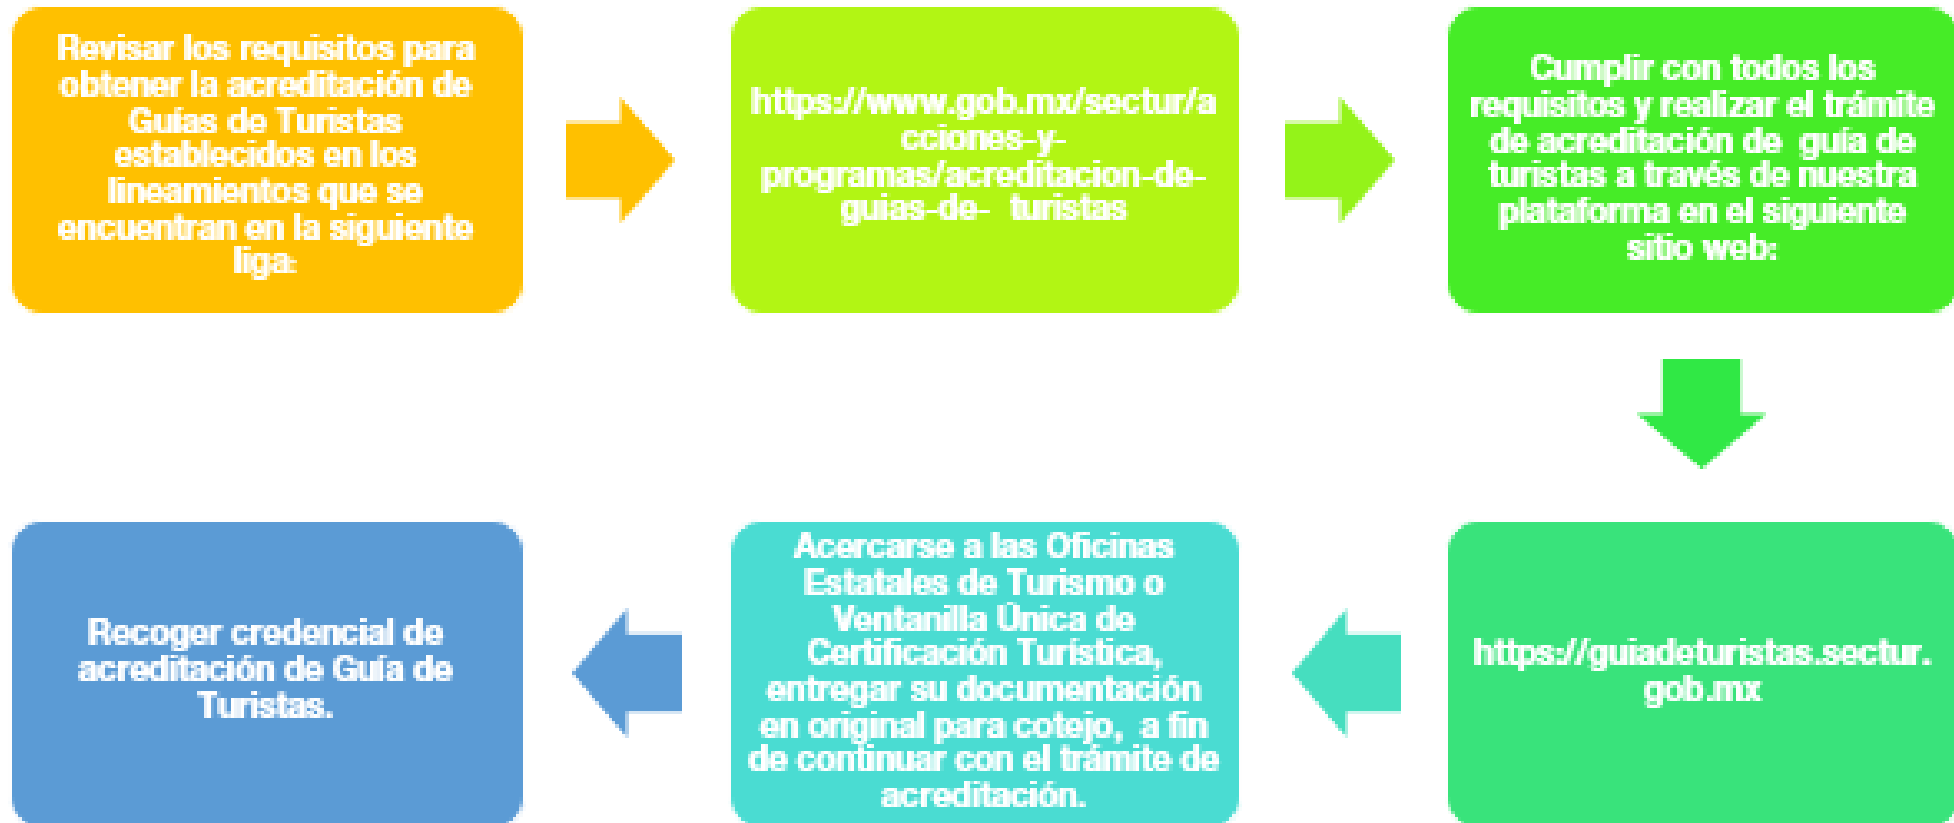 Revisar los requisitos para
obtener la acreditación de
Guías de Turistas
establecidos en los
lineamientos que se
encuentran en la siguiente
liga:
https://www.gob.mx/sectur/a
cciones-y-
programas/acreditacion-de-
guias-de- turistas
Cumplir con todos los
requisitos y realizar el trámite
de acreditación de guía de
turistas a través de nuestra
plataforma en el siguiente
sitio web:
https://guiadeturistas.sectur.
gob.mx
Acercarse a las Oficinas
Estatales de Turismo o
Ventanilla Única de
Certificación Turística,
entregar su documentación
en original para cotejo, a fin
de continuar con el trámite de
acreditación.
Recoger credencial de
acreditación de Guía de
Turistas.